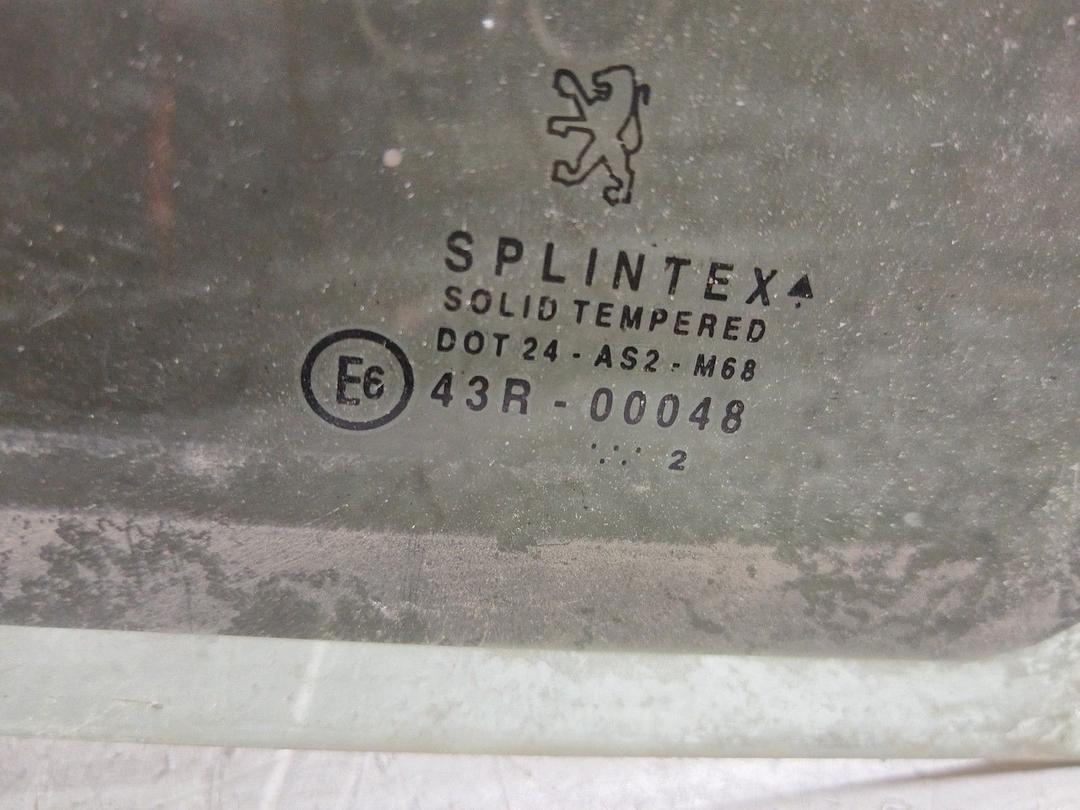 SPLINTEX
SOLID TEMPERED
DOT 24 - AS2 - M68
E6 43R - 00048
2